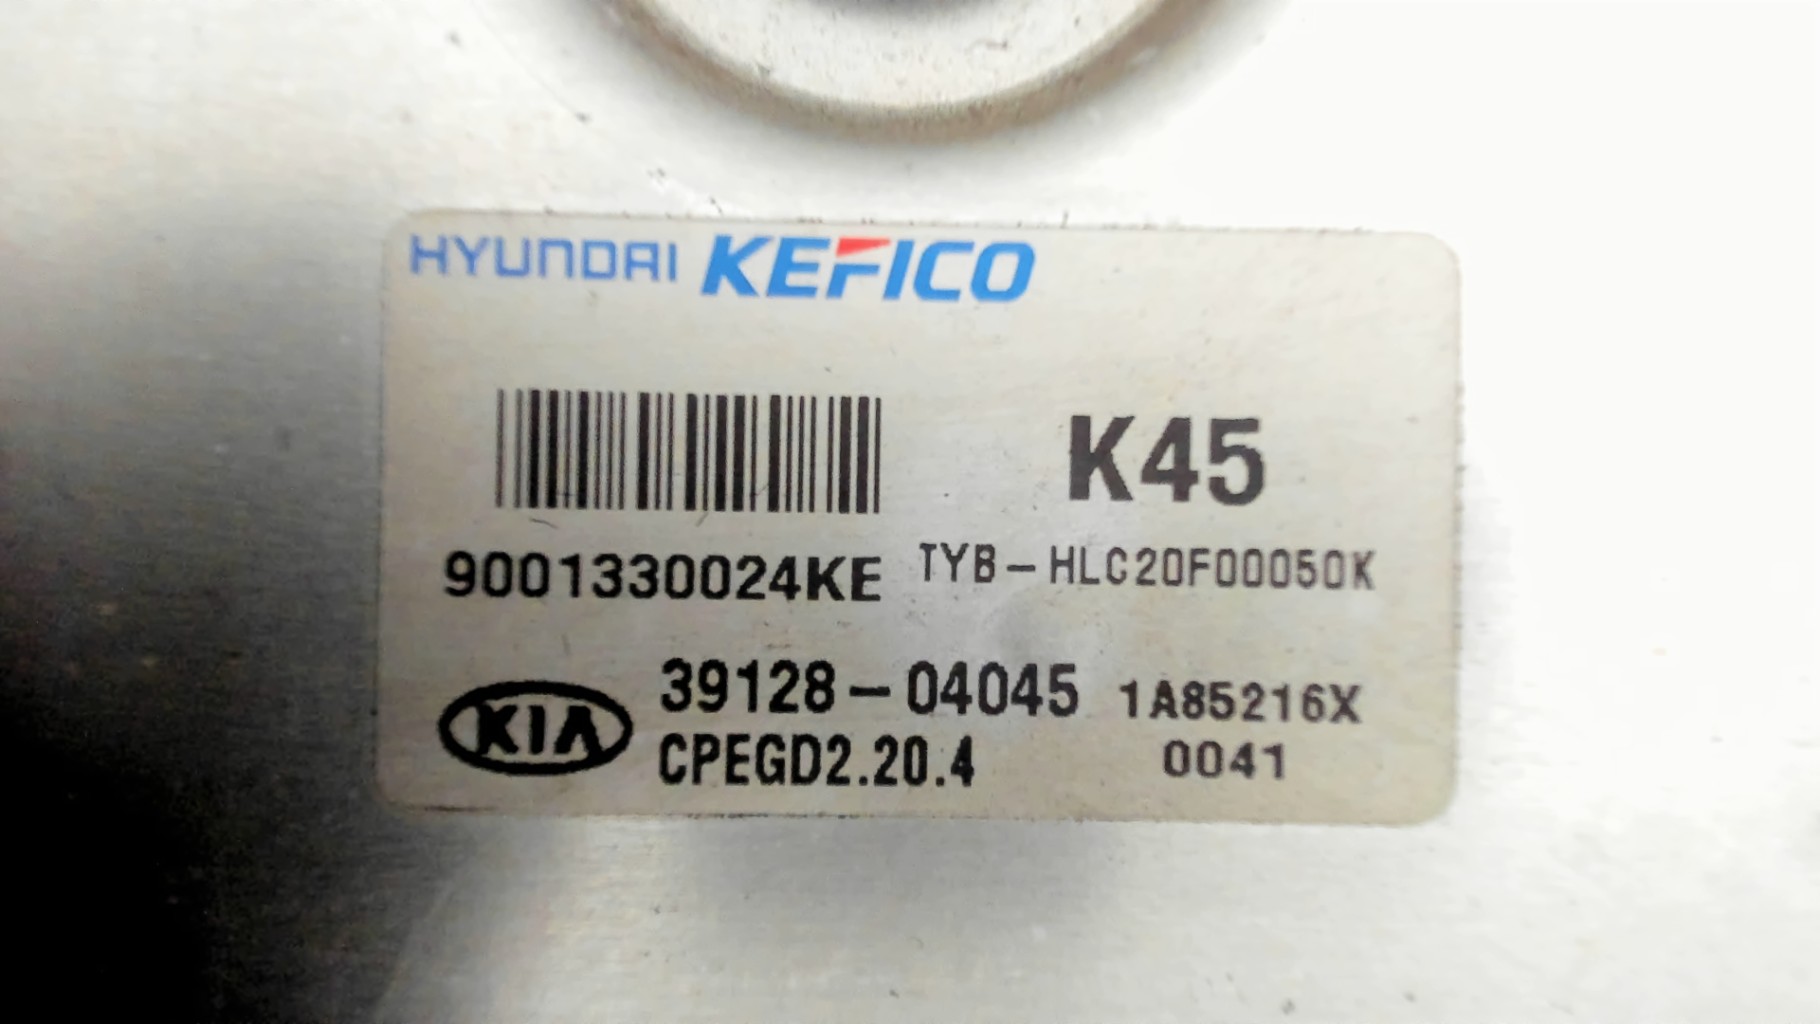 HYUNDAI KEFICO
K45
9001330024KE TYB-HLC20F00050K
KIA 39128-04045 1A85216X
CPEGD2.20.4 0041